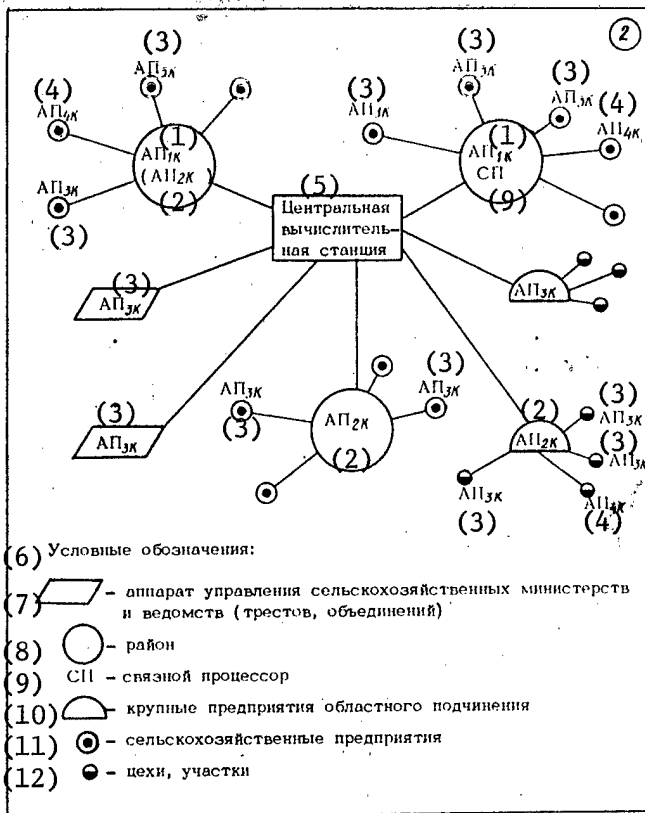 (3)
(3)
2
(4)
АП3К
АП3К
(3)
АП4К
(3)
АП3К
(4)
(1)
АП1К
(1)
АП4К
АП1К
АП1К
(АП2К)
СП
АП3К
(2)
(5)
(9)
(3)
Центральная
вычислитель-
ная станция
(3)
АП3К
АП3К
(3)
АП3К
(3)
АП3К
(3)
АП3К
(3)
АП2К
(2)
(2)
АП2К
(3)
АП3К
(3)
АП3К
АП3К
АП4К
(3)
(4)
(6) Условные обозначения:
(7) - аппарат управления сельскохозяйственных министерств
и ведомств (трестов, объединений)
(8) - район
(9) СП - связной процессор
(10) - крупные предприятия областного подчинения
(11) - сельскохозяйственные предприятия
(12) - цехи, участки